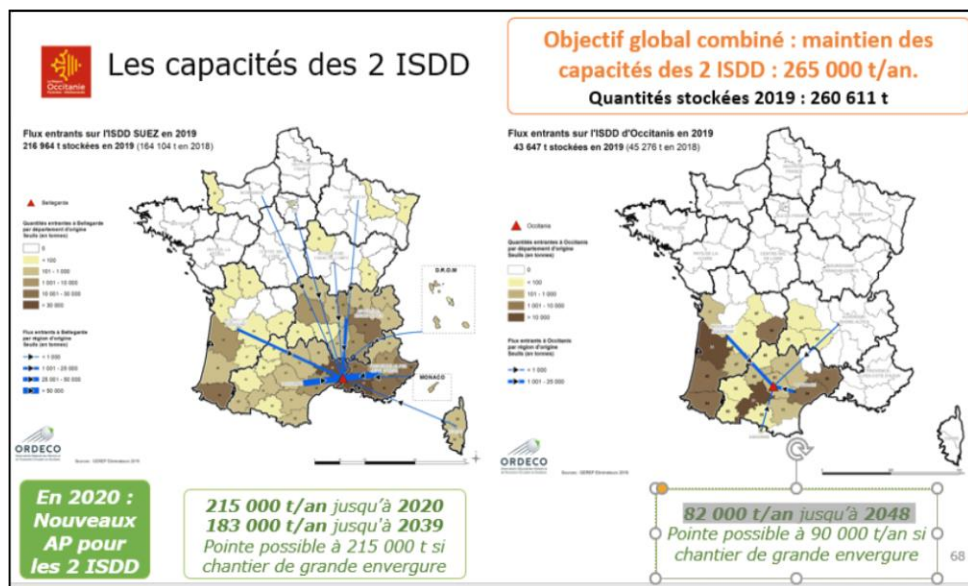 La Région
Occitanie
Les capacités des 2 ISDD
Objectif global combiné : maintien des
capacités des 2 ISDD : 265 000 t/an.
Quantités stockées 2019 : 260 611 t
Flux entrants sur l'ISDD SUEZ en 2019
216 964 t stockées en 2019 (164 104 t en 2018)
Bellegarde
Quantités entrantes à Bellegarde
par département d'origine
Seuils (en tonnes)
0
< 100
101 - 1 000
1 001 - 10 000
10 001 - 30 000
> 30 000
Flux entrants à Bellegarde
par région d'origine
Seuils (en tonnes)
< 1 000
1 001 - 25 000
25 001 - 50 000
> 50 000
D.R.O.M
MONACO
ORDECO
Flux entrants sur l'ISDD d'Occitanis en 2019
43 647 t stockées en 2019 (45 276 t en 2018)
Occitanis
Quantités entrantes à Occitanis
par département d'origine
Seuils (en tonnes)
0
< 100
101 - 1 000
1 001 - 10 000
> 10 000
Flux entrants à Occitanis
par région d'origine
Seuils (en tonnes)
< 1 000
1 001 - 25 000
ORDECO
En 2020 :
Nouveaux
AP pour
les 2 ISDD
215 000 t/an jusqu'à 2020
183 000 t/an jusqu'à 2039
Pointe possible à 215 000 t si
chantier de grande envergure
82 000 t/an jusqu'à 2048
Pointe possible à 90 000 t/an si
chantier de grande envergure
68